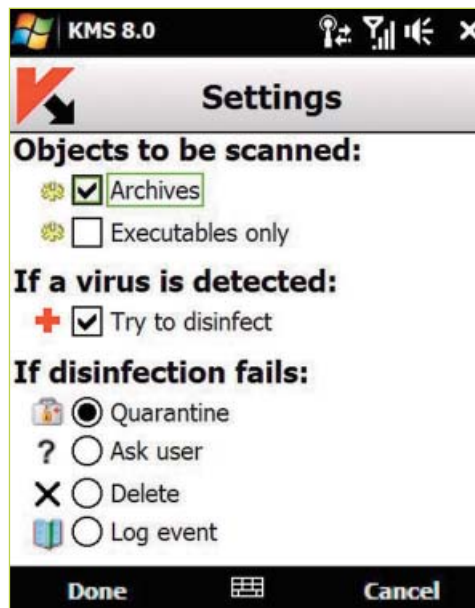 KMS 8.0
Settings
Objects to be scanned:
Archives
Executables only
If a virus is detected:
Try to disinfect
If disinfection fails:
Quarantine
Ask user
Delete
Log event
Done Cancel